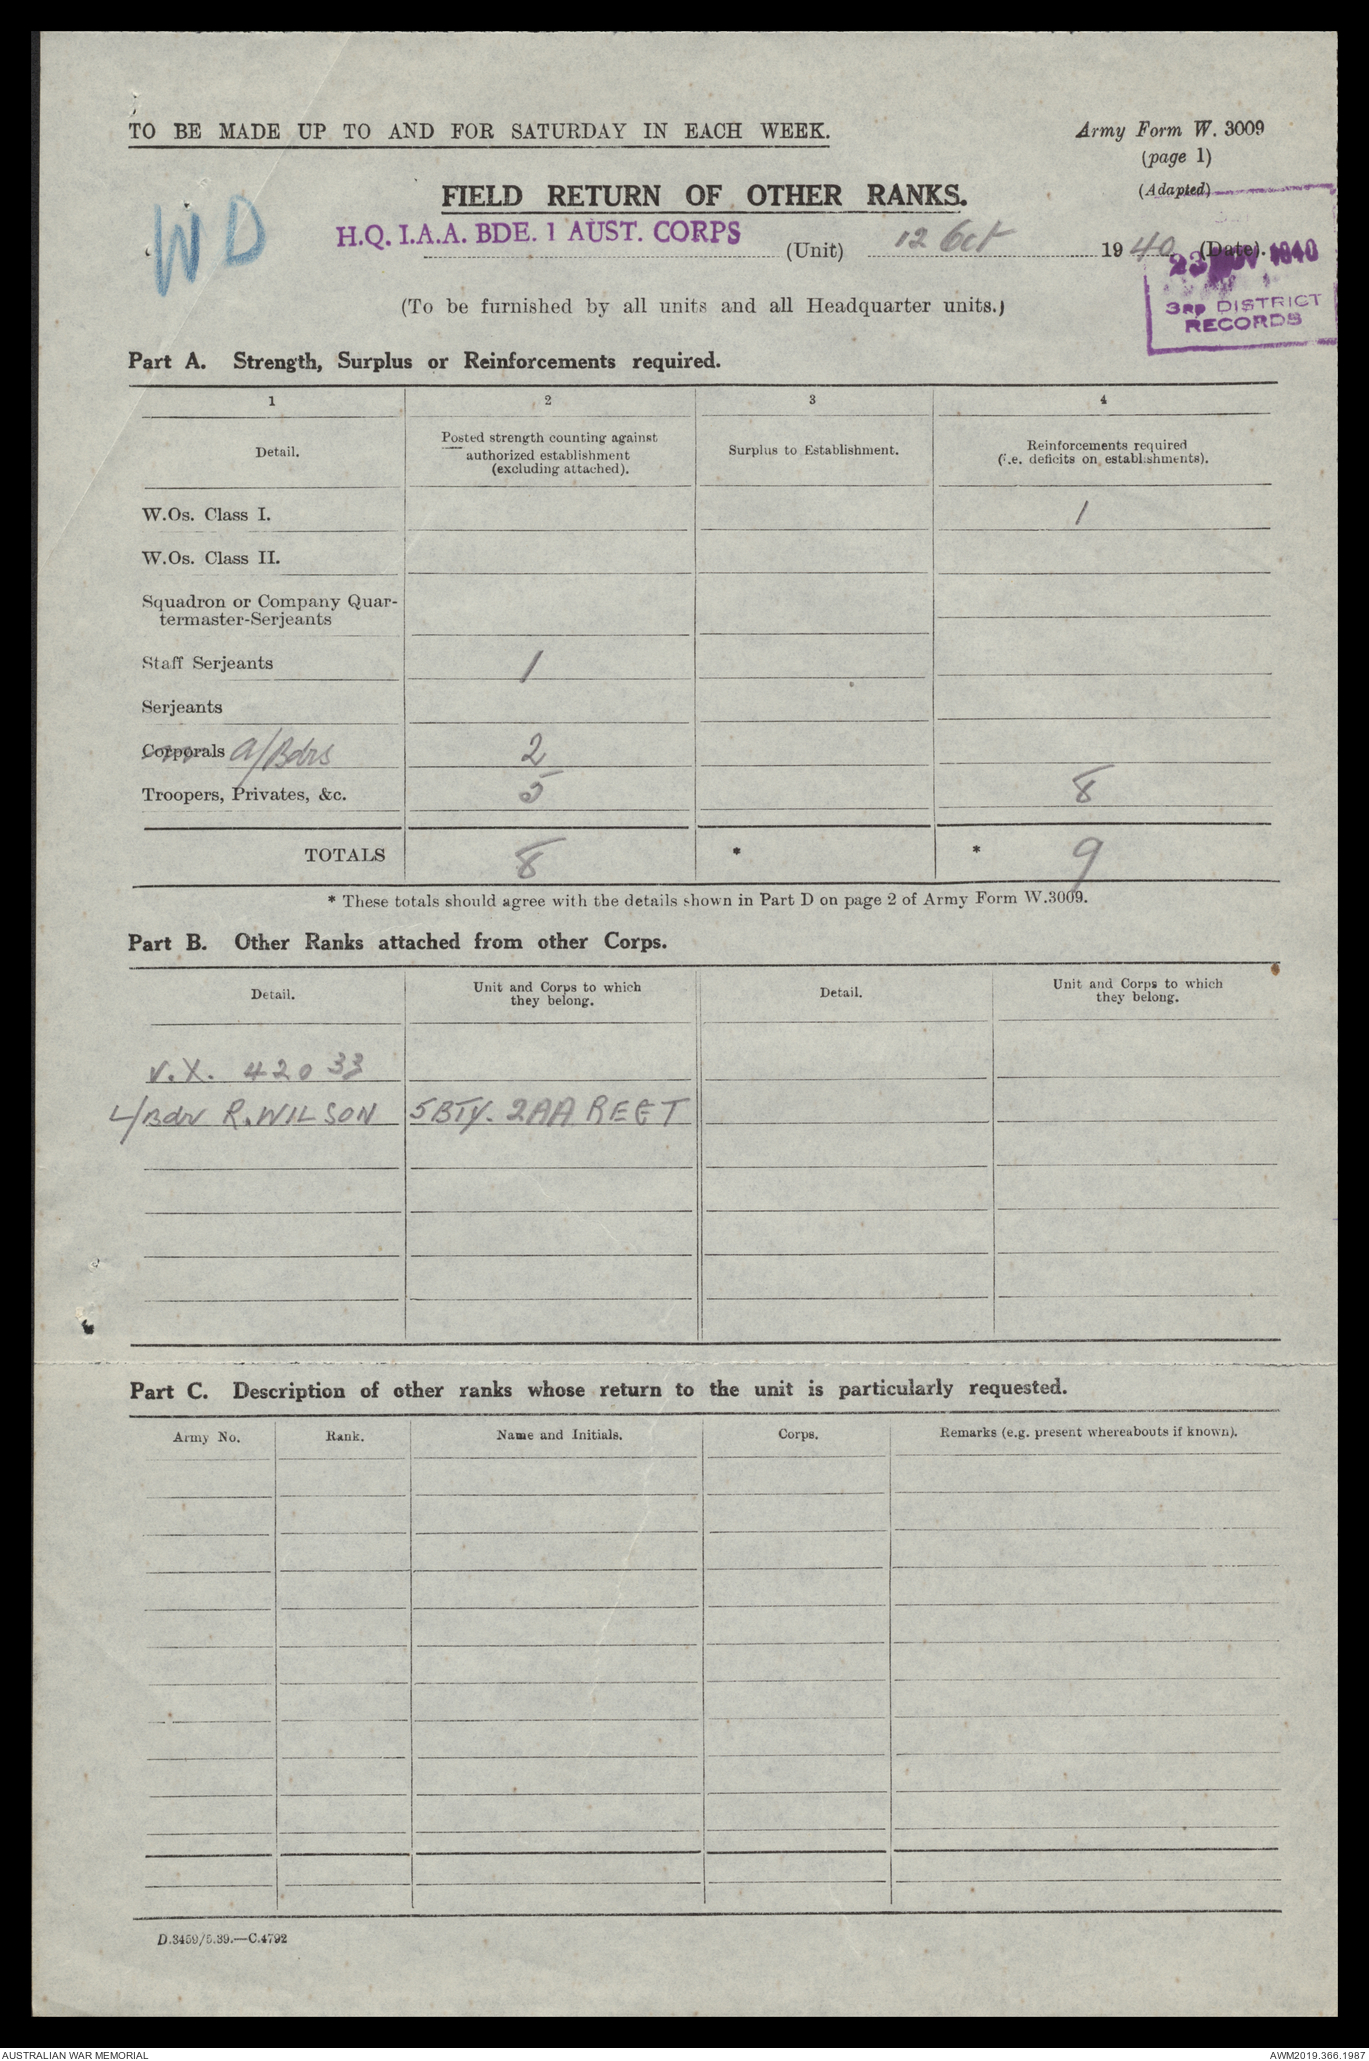 TO BE MADE UP TO AND FOR SATURDAY IN EACH WEEK.
Army Form W. 3009
(page 1)
(Adapted)
WD
FIELD RETURN OF OTHER RANKS.
H.Q. I.A.A. BDE. 1 AUST. CORPS (Unit) 12 Oct 1940 (Date).
23 NOV 1940
3RD DISTRICT
RECORDS
(To be furnished by all units and all Headquarter units.)
Part A. Strength, Surplus or Reinforcements required.
1 2 3 4
Detail.
Posted strength counting against
authorized establishment
(excluding attached).
Surplus to Establishment.
Reinforcements required
(i.e. deficits on establishments).
W.Os. Class I. 1
W.Os. Class II.
Squadron or Company Quar-
termaster-Serjeants
Staff Serjeants 1
Serjeants
Corporals a/Bdrs 2
Troopers, Privates, &c. 5 8
TOTALS 8 * * 9
* These totals should agree with the details shown in Part D on page 2 of Army Form W.3009.
Part B. Other Ranks attached from other Corps.
Detail.
Unit and Corps to which
they belong.
Detail.
Unit and Corps to which
they belong.
V.X. 42033
L/Bdr R. WILSON 5 BTY. 2 AA REGT
Part C. Description of other ranks whose return to the unit is particularly requested.
Army No. Rank. Name and Initials. Corps. Remarks (e.g. present whereabouts if known).
D.3459/5.39.—C.4792
AUSTRALIAN WAR MEMORIAL AWM2019.366.1987